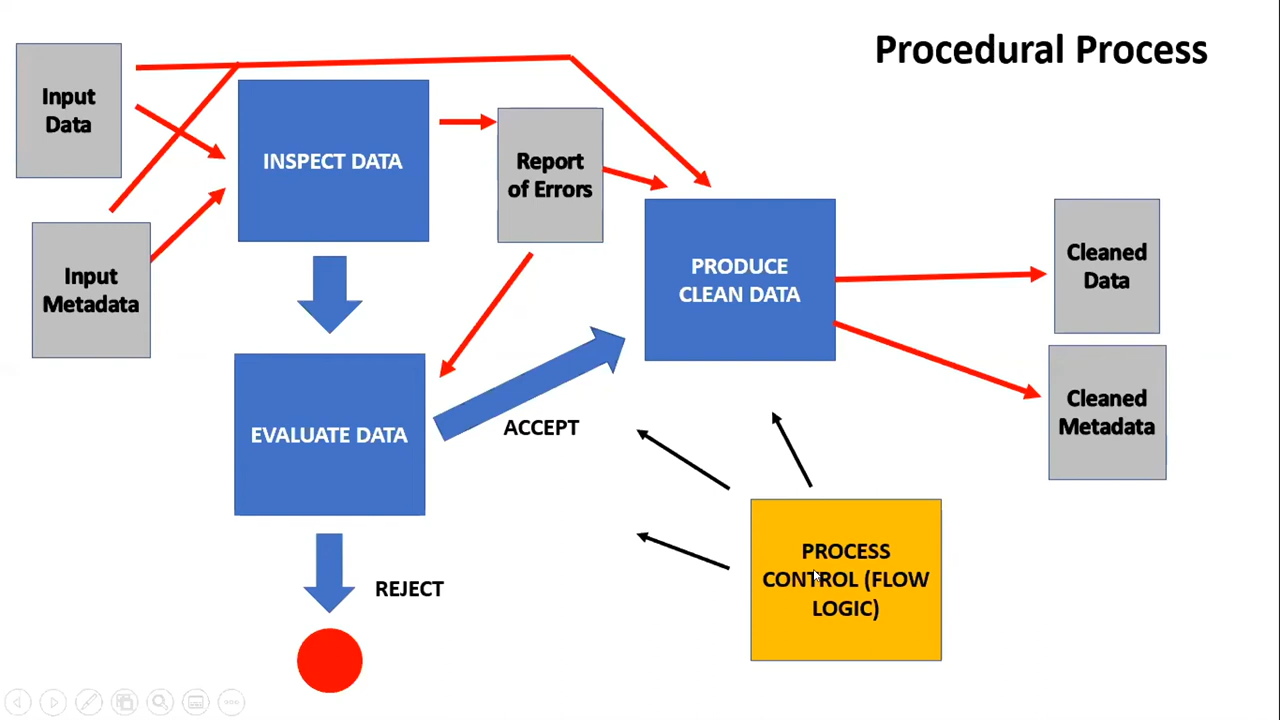 Procedural Process
Input
Data
INSPECT DATA
Report
of Errors
Input
Metadata
PRODUCE
CLEAN DATA
Cleaned
Data
EVALUATE DATA
ACCEPT
Cleaned
Metadata
PROCESS
CONTROL (FLOW
LOGIC)
REJECT